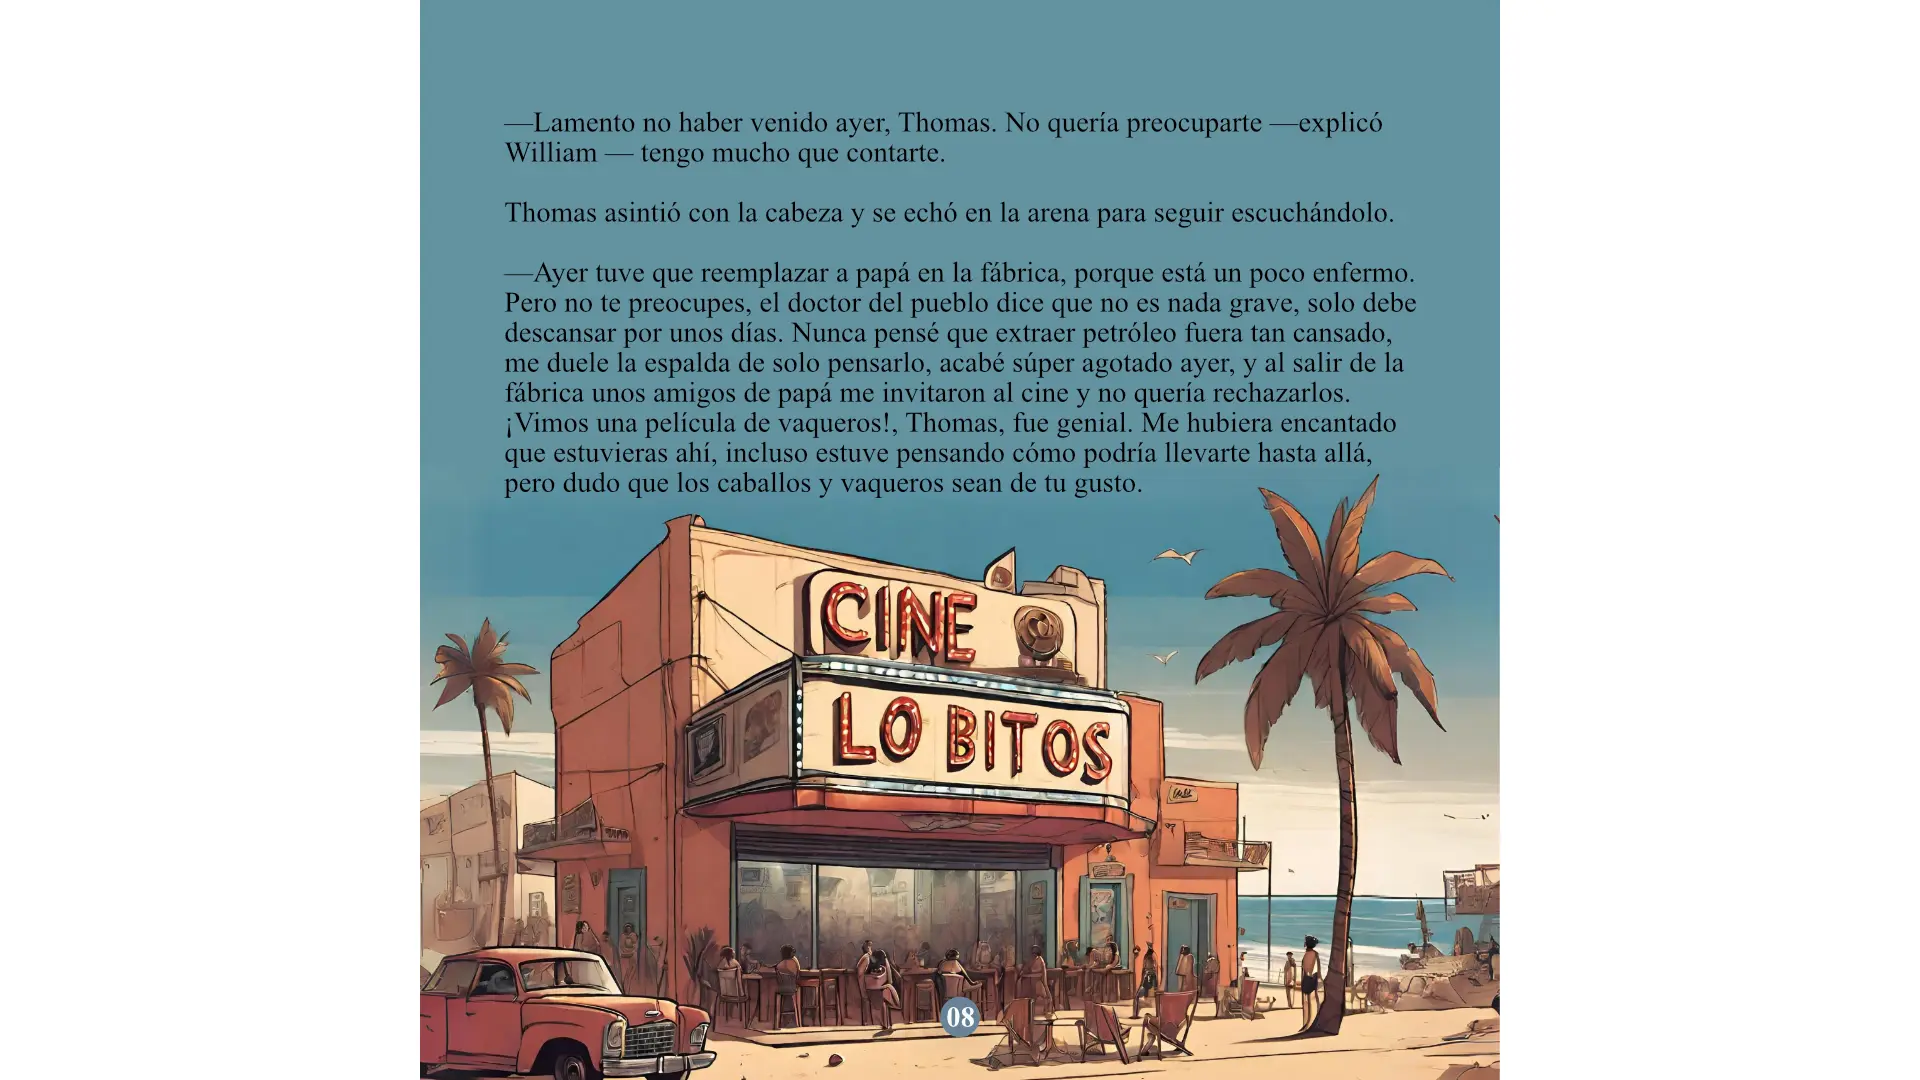 —Lamento no haber venido ayer, Thomas. No quería preocuparte —explicó
William — tengo mucho que contarte.
Thomas asintió con la cabeza y se echó en la arena para seguir escuchándolo.
—Ayer tuve que reemplazar a papá en la fábrica, porque está un poco enfermo.
Pero no te preocupes, el doctor del pueblo dice que no es nada grave, solo debe
descansar por unos días. Nunca pensé que extraer petróleo fuera tan cansado,
me duele la espalda de solo pensarlo, acabé súper agotado ayer, y al salir de la
fábrica unos amigos de papá me invitaron al cine y no quería rechazarlos.
¡Vimos una película de vaqueros!, Thomas, fue genial. Me hubiera encantado
que estuvieras ahí, incluso estuve pensando cómo podría llevarte hasta allá,
pero dudo que los caballos y vaqueros sean de tu gusto.
CINE
LO BITOS
08